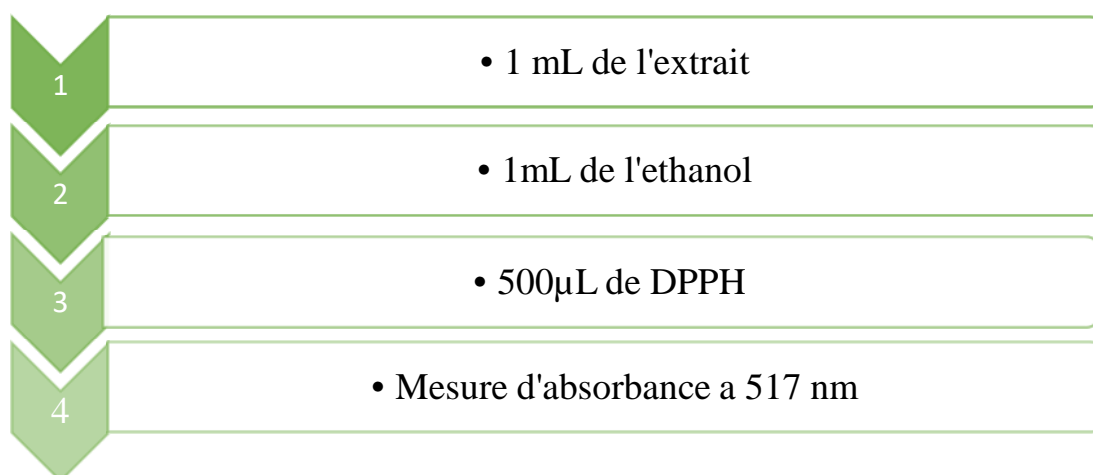 1
• 1 mL de l'extrait
2
• 1mL de l'ethanol
3
• 500µL de DPPH
4
• Mesure d'absorbance a 517 nm